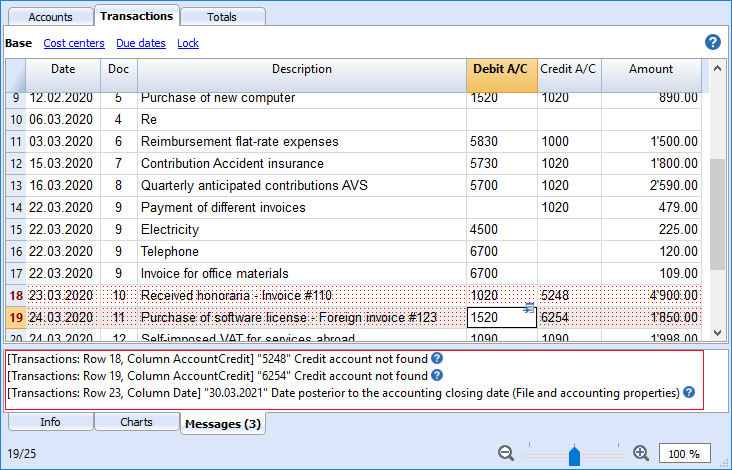 Accounts Transactions Totals
Base Cost centers Due dates Lock ?
Date Doc Description Debit A/C Credit A/C Amount
9 12.02.2020 5 Purchase of new computer 1520 1020 890.00
10 06.03.2020 4 Re
11 03.03.2020 6 Reimbursement flat-rate expenses 5830 1000 1'500.00
12 15.03.2020 7 Contribution Accident insurance 5730 1020 1'800.00
13 16.03.2020 8 Quarterly anticipated contributions AVS 5700 1020 2'590.00
14 22.03.2020 9 Payment of different invoices 1020 479.00
15 22.03.2020 9 Electricity 4500 225.00
16 22.03.2020 9 Telephone 6700 120.00
17 22.03.2020 9 Invoice for office materials 6700 109.00
18 23.03.2020 10 Received honoraria - Invoice #110 1020 5248 4'900.00
19 24.03.2020 11 Purchase of software license - Foreign invoice #123 1520 6254 1'850.00
24.03.2020 12 Self-imposed VAT for services abroad 1090 1090 1'998.00
[Transactions: Row 18, Column AccountCredit] "5248" Credit account not found ?
[Transactions: Row 19, Column AccountCredit] "6254" Credit account not found ?
[Transactions: Row 23, Column Date] "30.03.2021" Date posterior to the accounting closing date (File and accounting properties) ?
Info Charts Messages (3)
19/25 100 %